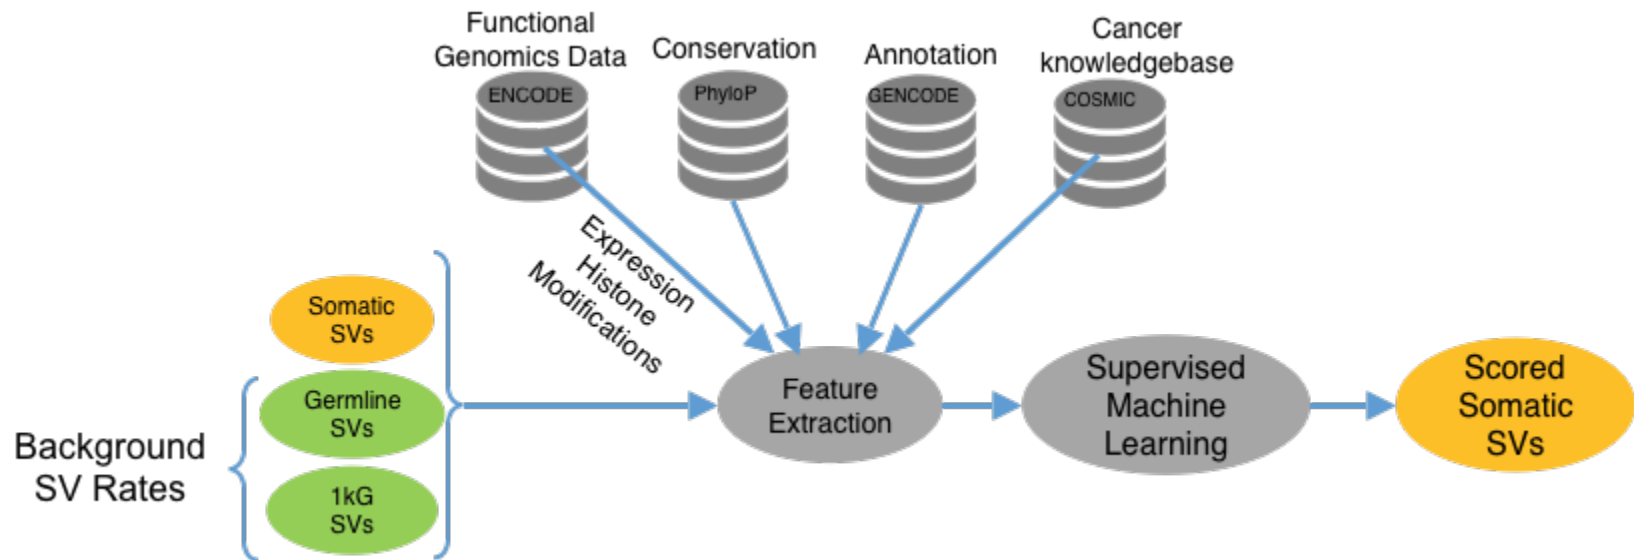 Functional
Genomics Data
ENCODE
Conservation
PhyloP
Annotation
GENCODE
Cancer
knowledgebase
COSMIC
Expression
Histone
Modifications
Somatic
SVs
Germline
SVs
1kG
SVs
Background
SV Rates
Feature
Extraction
Supervised
Machine
Learning
Scored
Somatic
SVs